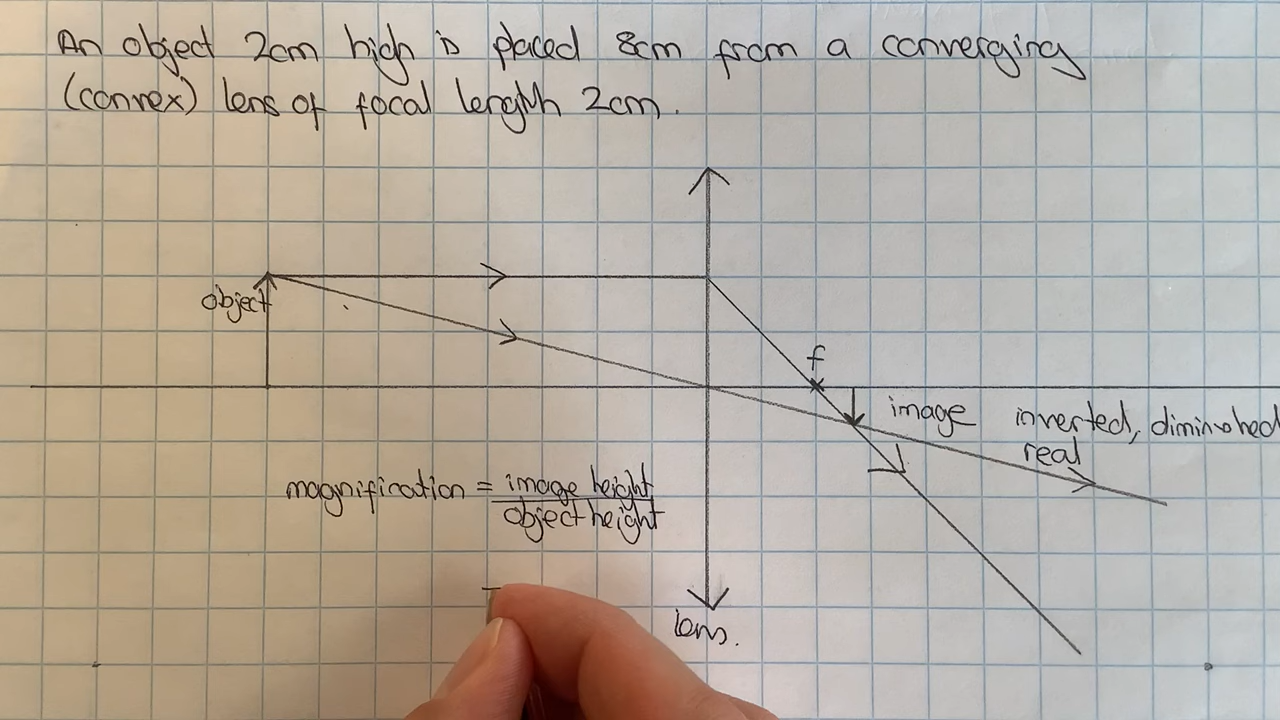 An object 2cm high is placed 8cm from a converging
(convex) lens of focal length 2cm.
object
f
image inverted, diminished
real
magnification = image height
object height
lens.